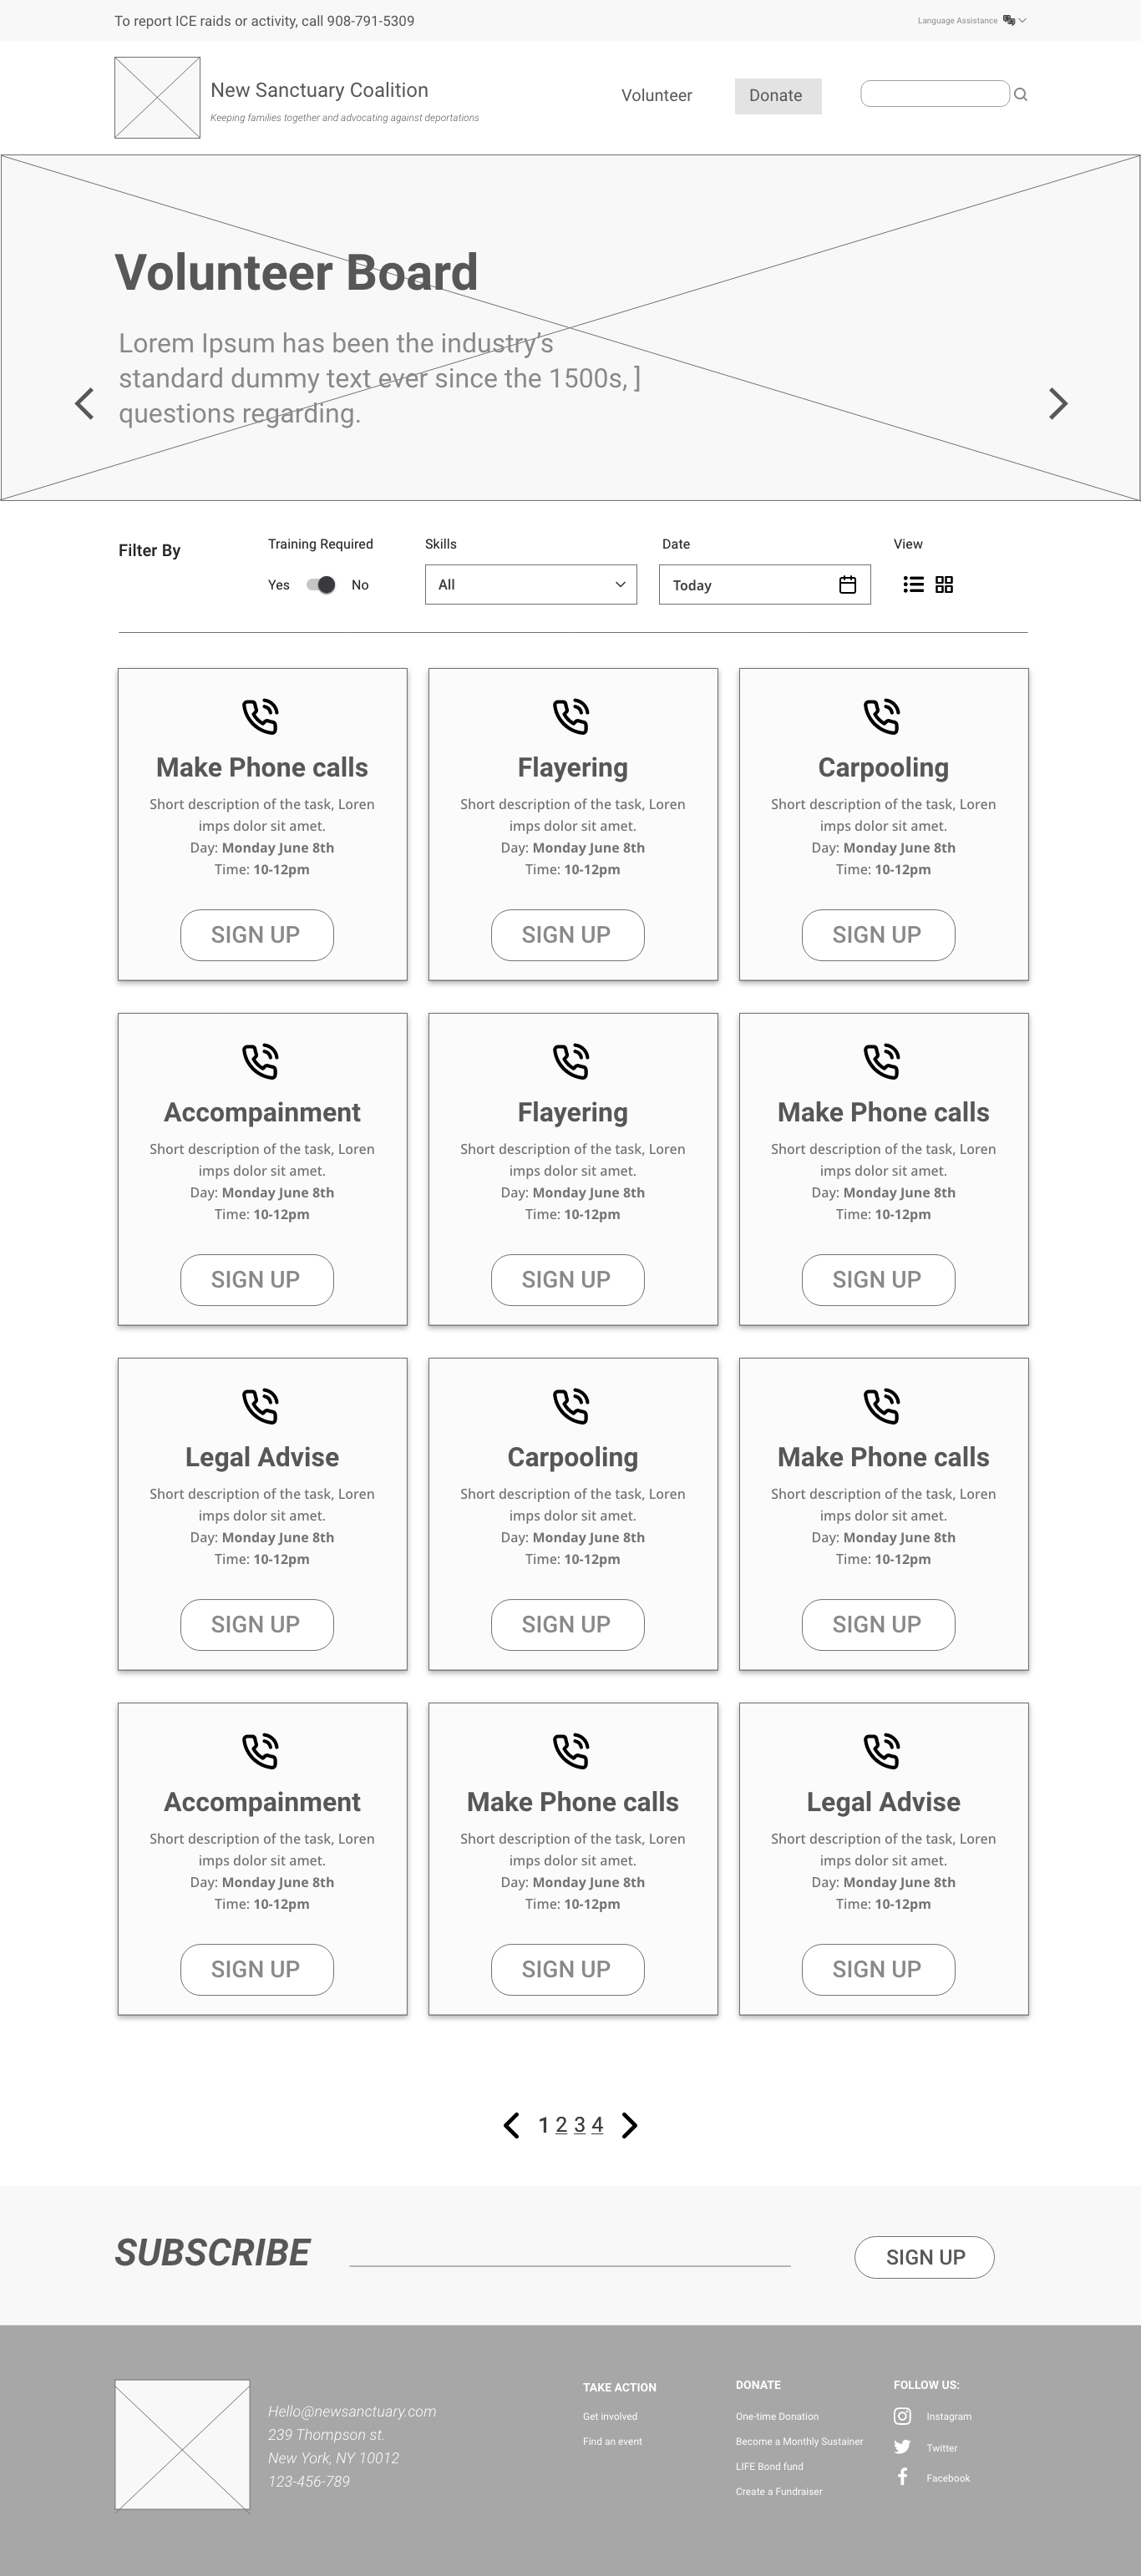 To report ICE raids or activity, call 908-791-5309
Language Assistance
New Sanctuary Coalition
Keeping families together and advocating against deportations
Volunteer
Donate
Volunteer Board
Lorem Ipsum has been the industry's
standard dummy text ever since the 1500s, ]
questions regarding.
Filter By
Training Required
Skills
Date
View
Yes
No
All
Today
Make Phone calls
Short description of the task, Loren
imps dolor sit amet.
Day: Monday June 8th
Time: 10-12pm
SIGN UP
Flayering
Short description of the task, Loren
imps dolor sit amet.
Day: Monday June 8th
Time: 10-12pm
SIGN UP
Carpooling
Short description of the task, Loren
imps dolor sit amet.
Day: Monday June 8th
Time: 10-12pm
SIGN UP
Accompainment
Short description of the task, Loren
imps dolor sit amet.
Day: Monday June 8th
Time: 10-12pm
SIGN UP
Flayering
Short description of the task, Loren
imps dolor sit amet.
Day: Monday June 8th
Time: 10-12pm
SIGN UP
Make Phone calls
Short description of the task, Loren
imps dolor sit amet.
Day: Monday June 8th
Time: 10-12pm
SIGN UP
Legal Advise
Short description of the task, Loren
imps dolor sit amet.
Day: Monday June 8th
Time: 10-12pm
SIGN UP
Carpooling
Short description of the task, Loren
imps dolor sit amet.
Day: Monday June 8th
Time: 10-12pm
SIGN UP
Make Phone calls
Short description of the task, Loren
imps dolor sit amet.
Day: Monday June 8th
Time: 10-12pm
SIGN UP
Accompainment
Short description of the task, Loren
imps dolor sit amet.
Day: Monday June 8th
Time: 10-12pm
SIGN UP
Make Phone calls
Short description of the task, Loren
imps dolor sit amet.
Day: Monday June 8th
Time: 10-12pm
SIGN UP
Legal Advise
Short description of the task, Loren
imps dolor sit amet.
Day: Monday June 8th
Time: 10-12pm
SIGN UP
1 2 3 4
SUBSCRIBE
SIGN UP
Hello@newsanctuary.com
239 Thompson st.
New York, NY 10012
123-456-789
TAKE ACTION
Get involved
Find an event
DONATE
One-time Donation
Become a Monthly Sustainer
LIFE Bond fund
Create a Fundraiser
FOLLOW US:
Instagram
Twitter
Facebook